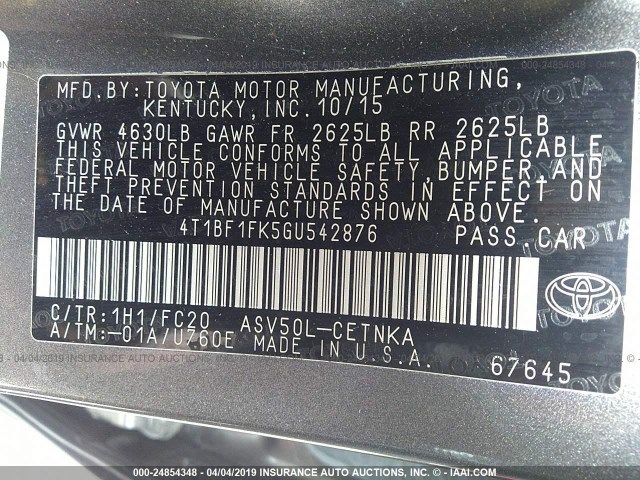 MFD.BY:TOYOTA MOTOR MANUFACTURING,
KENTUCKY,INC.10/15
GVWR 4630LB GAWR FR 2625LB RR 2625LB
THIS VEHICLE CONFORMS TO ALL APPLICABLE
FEDERAL MOTOR VEHICLE SAFETY,BUMPER,AND
THEFT PREVENTION STANDARDS IN EFFECT ON
THE DATE OF MANUFACTURE SHOWN ABOVE.
4T1BF1FK5GU542876 PASS CAR
C/TR:1H1/FC20 ASV50L-CETNKA
A/TM:-01A/U760E MADE IN U.S.A.
67645
000-24854348 - 04/04/2019 INSURANCE AUTO AUCTIONS, INC. - © IAAI.COM